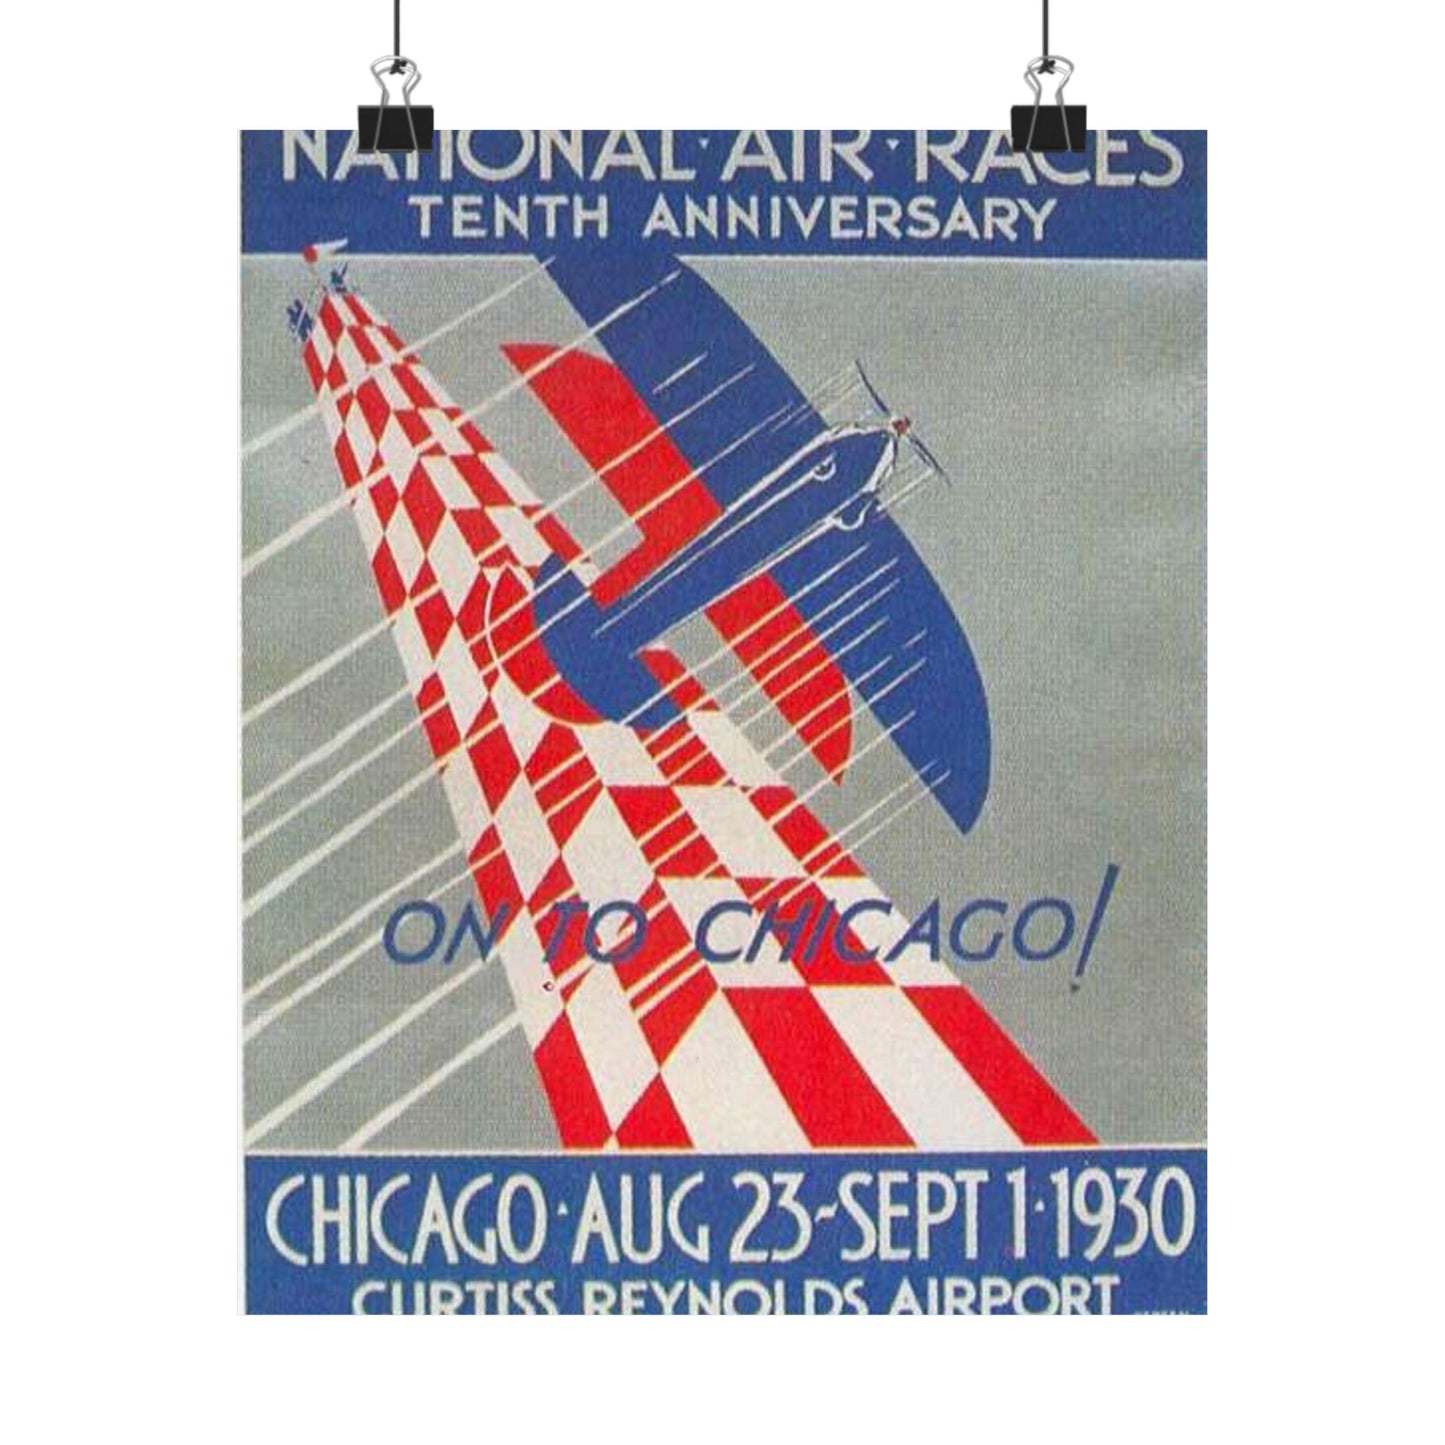 NATIONAL · AIR · RACES
TENTH ANNIVERSARY
ON TO CHICAGO!
CHICAGO · AUG 23~SEPT 1 · 1930
CURTISS REYNOLDS AIRPORT